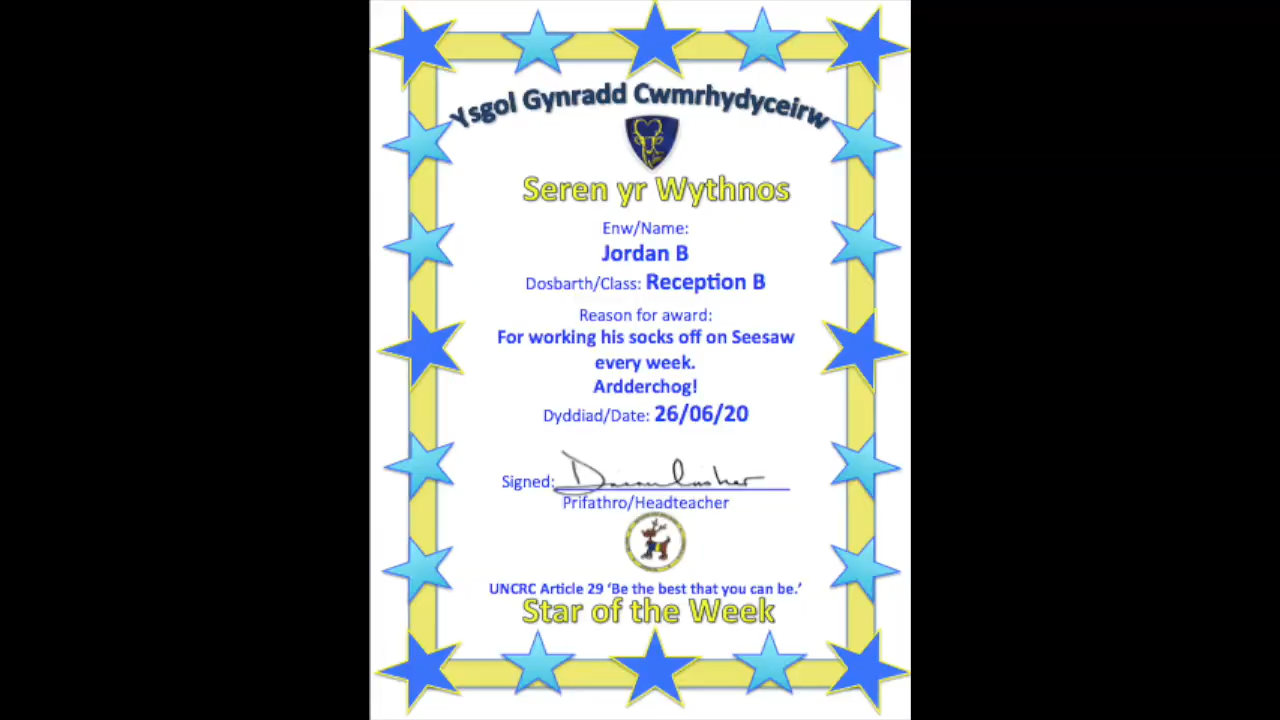 Ysgol Gynradd Cwmrhydyceirw
Seren yr Wythnos
Enw/Name:
Jordan B
Dosbarth/Class: Reception B
Reason for award:
For working his socks off on Seesaw
every week.
Ardderchog!
Dyddiad/Date: 26/06/20
Signed:
Prifathro/Headteacher
UNCRC Article 29 ‘Be the best that you can be.’
Star of the Week